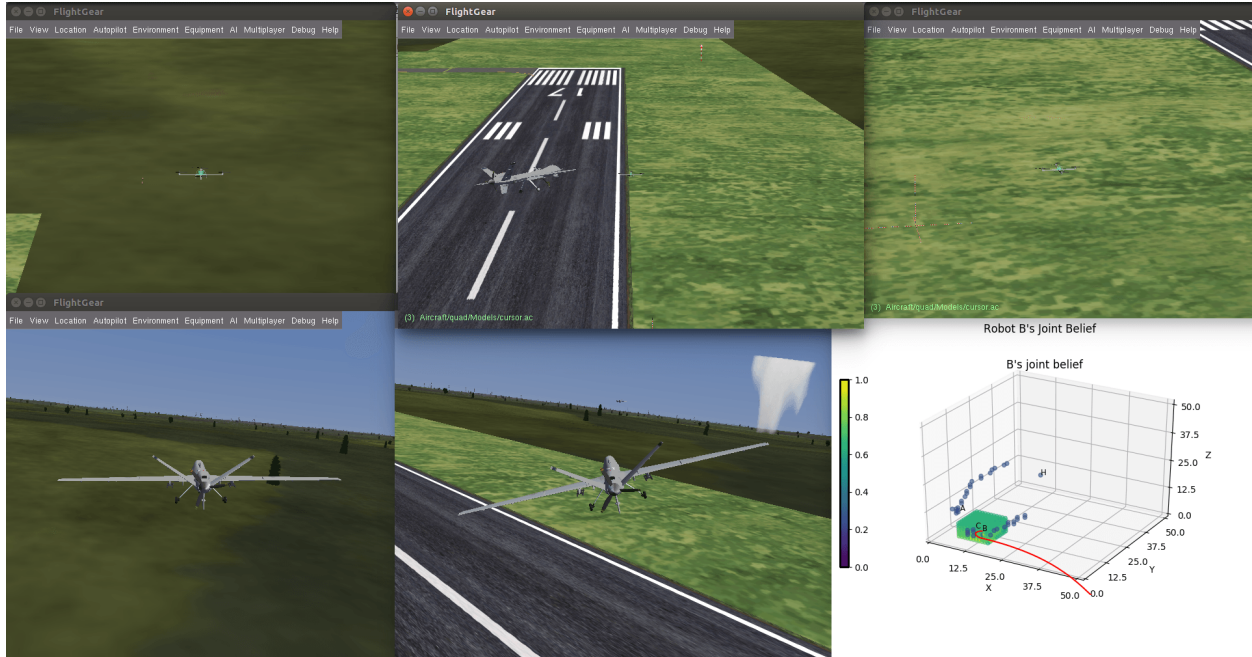 FlightGear
File View Location Autopilot Environment Equipment AI Multiplayer Debug Help
FlightGear
File View Location Autopilot Environment Equipment AI Multiplayer Debug Help
(3) Aircraft/quad/Models/cursor.ac
FlightGear
File View Location Autopilot Environment Equipment AI Multiplayer Debug Help
(3) Aircraft/quad/Models/cursor.ac
FlightGear
File View Location Autopilot Environment Equipment AI Multiplayer Debug Help
Robot B's Joint Belief
B's joint belief
1.0
0.8
0.6
0.4
0.2
0.0
50.0
37.5
25.0
12.5
0.0
Z
H
A
C
B
0.0
12.5
25.0
37.5
50.0
X
0.0
12.5
25.0
37.5
50.0
Y